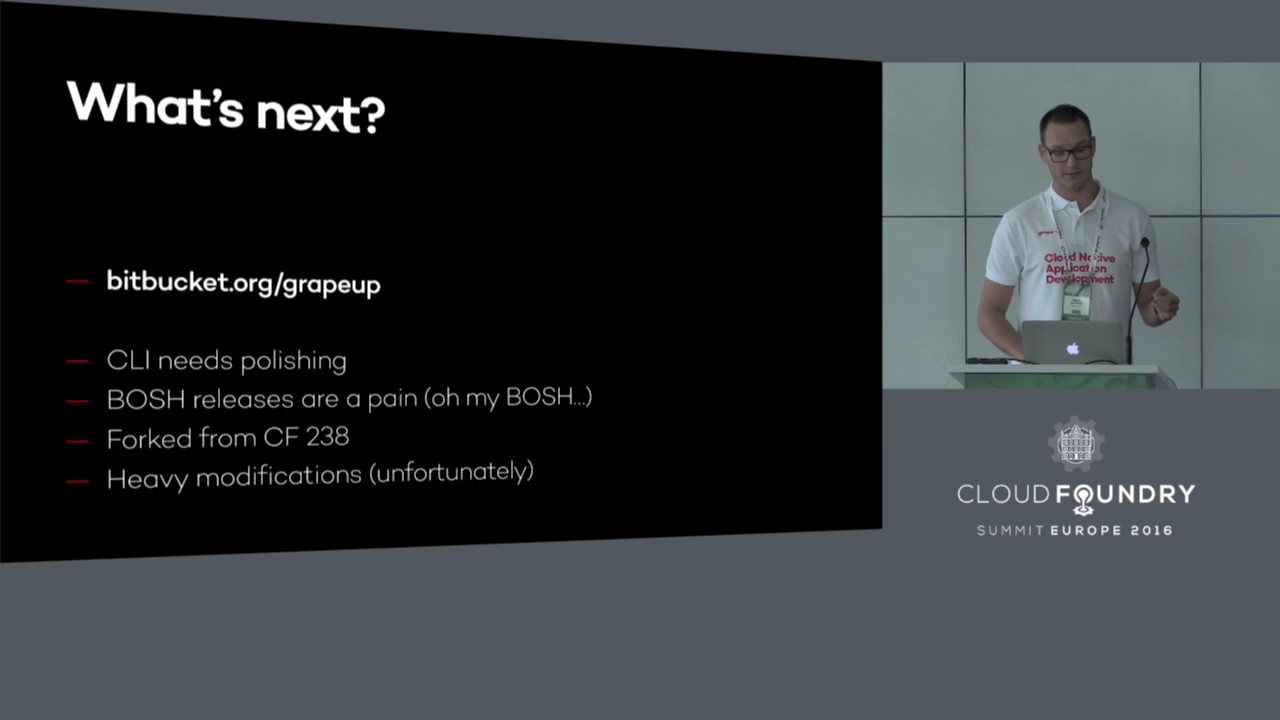 What's next?
— bitbucket.org/grapeup
— CLI needs polishing
— BOSH releases are a pain (oh my BOSH...)
— Forked from CF 238
— Heavy modifications (unfortunately)
Cloud Native
Application
Development
CLOUD FOUNDRY
SUMMIT EUROPE 2016